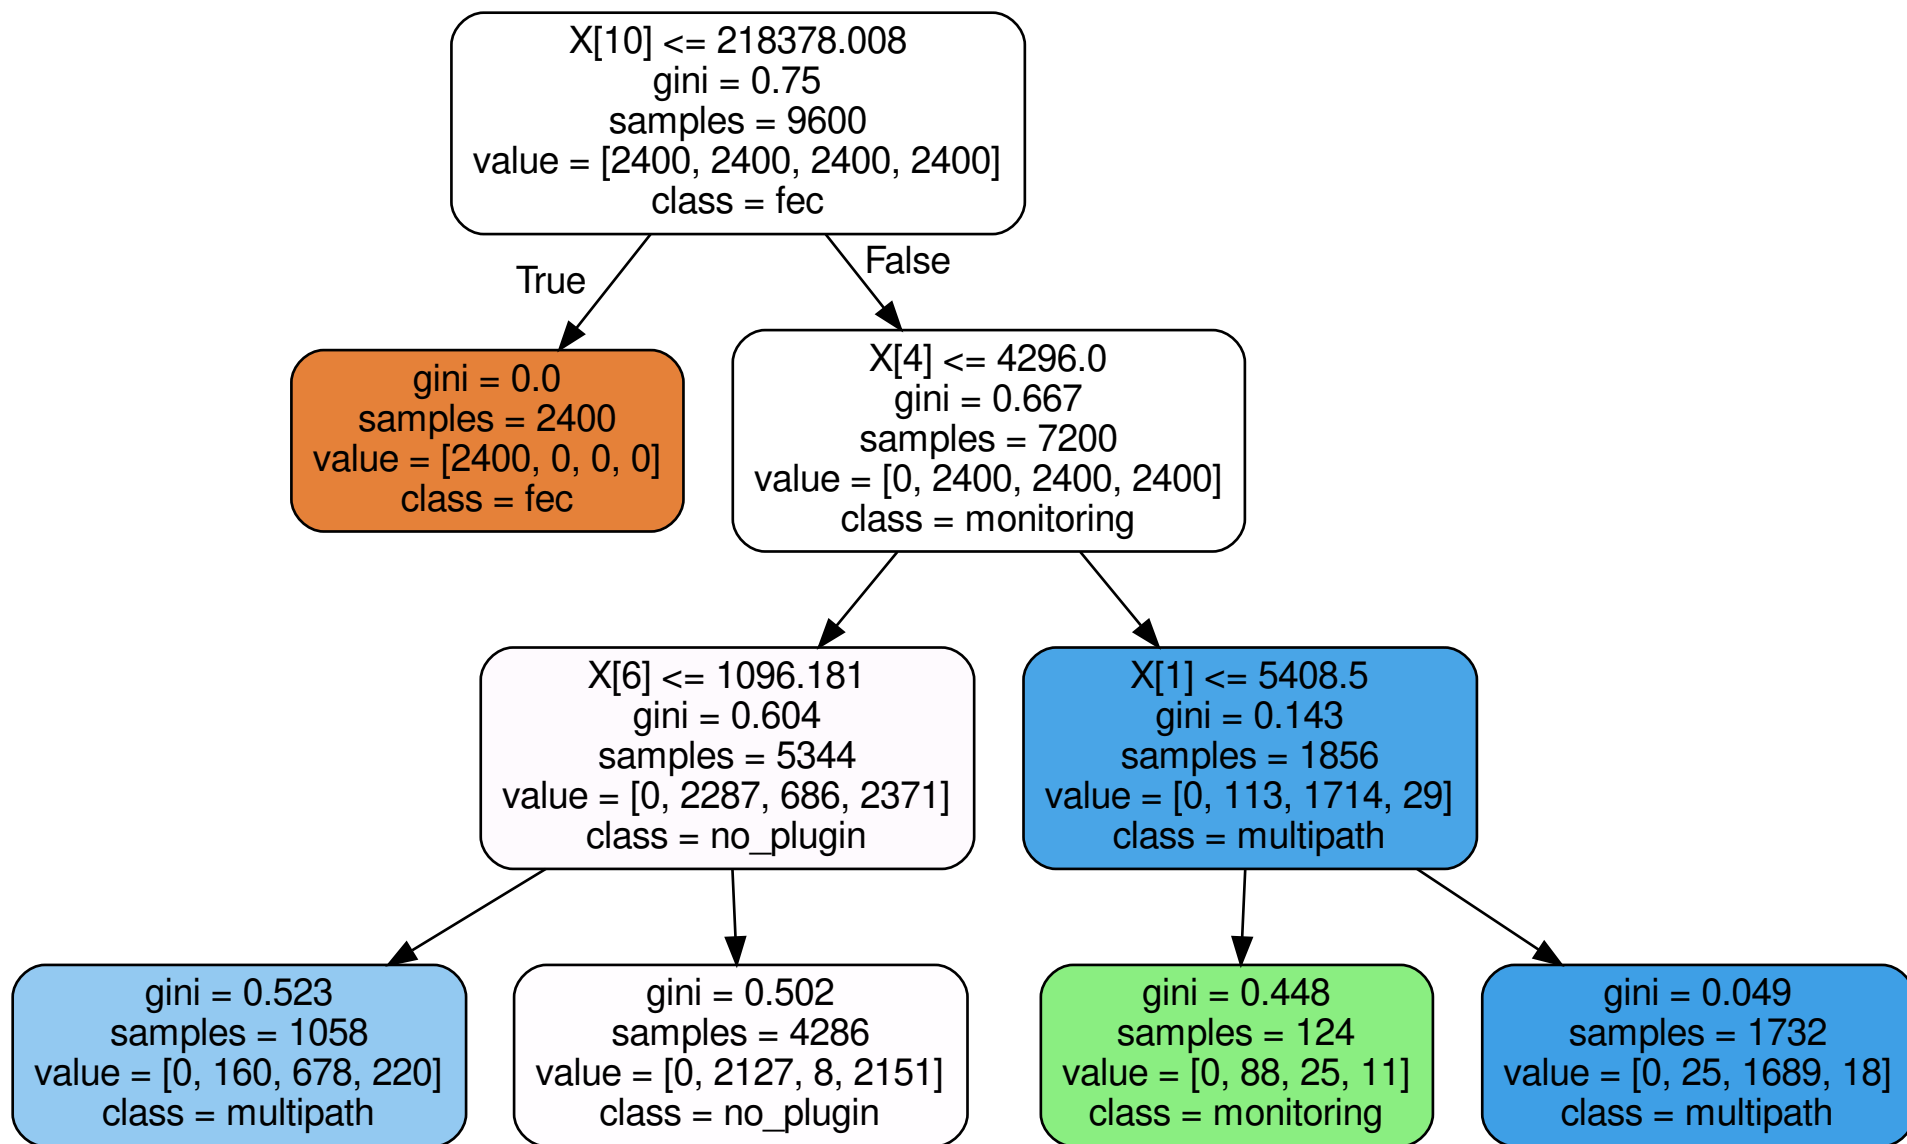 X[10] <= 218378.008
gini = 0.75
samples = 9600
value = [2400, 2400, 2400, 2400]
class = fec
True
False
gini = 0.0
samples = 2400
value = [2400, 0, 0, 0]
class = fec
X[4] <= 4296.0
gini = 0.667
samples = 7200
value = [0, 2400, 2400, 2400]
class = monitoring
X[6] <= 1096.181
gini = 0.604
samples = 5344
value = [0, 2287, 686, 2371]
class = no_plugin
X[1] <= 5408.5
gini = 0.143
samples = 1856
value = [0, 113, 1714, 29]
class = multipath
gini = 0.523
samples = 1058
value = [0, 160, 678, 220]
class = multipath
gini = 0.502
samples = 4286
value = [0, 2127, 8, 2151]
class = no_plugin
gini = 0.448
samples = 124
value = [0, 88, 25, 11]
class = monitoring
gini = 0.049
samples = 1732
value = [0, 25, 1689, 18]
class = multipath